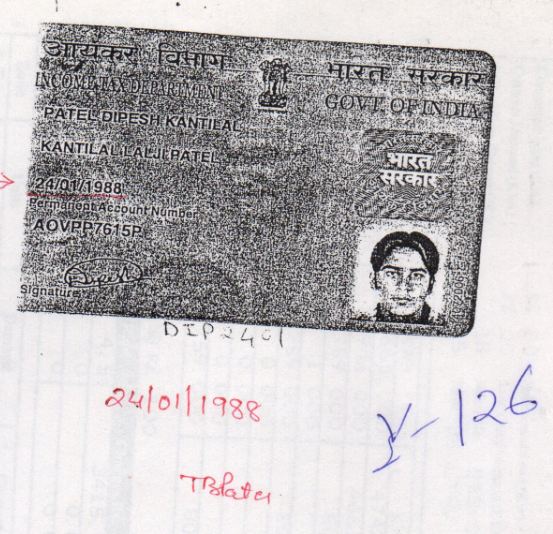 आयकर विभाग
भारत सरकार
INCOME TAX DEPARTMENT
GOVT. OF INDIA
PATEL DIPESH KANTILAL
KANTILAL LALJI PATEL
भारत
सरकार
24/01/1988
Permanent Account Number
AOVPP7615P
Signature
DIP2401
24/01/1988
126